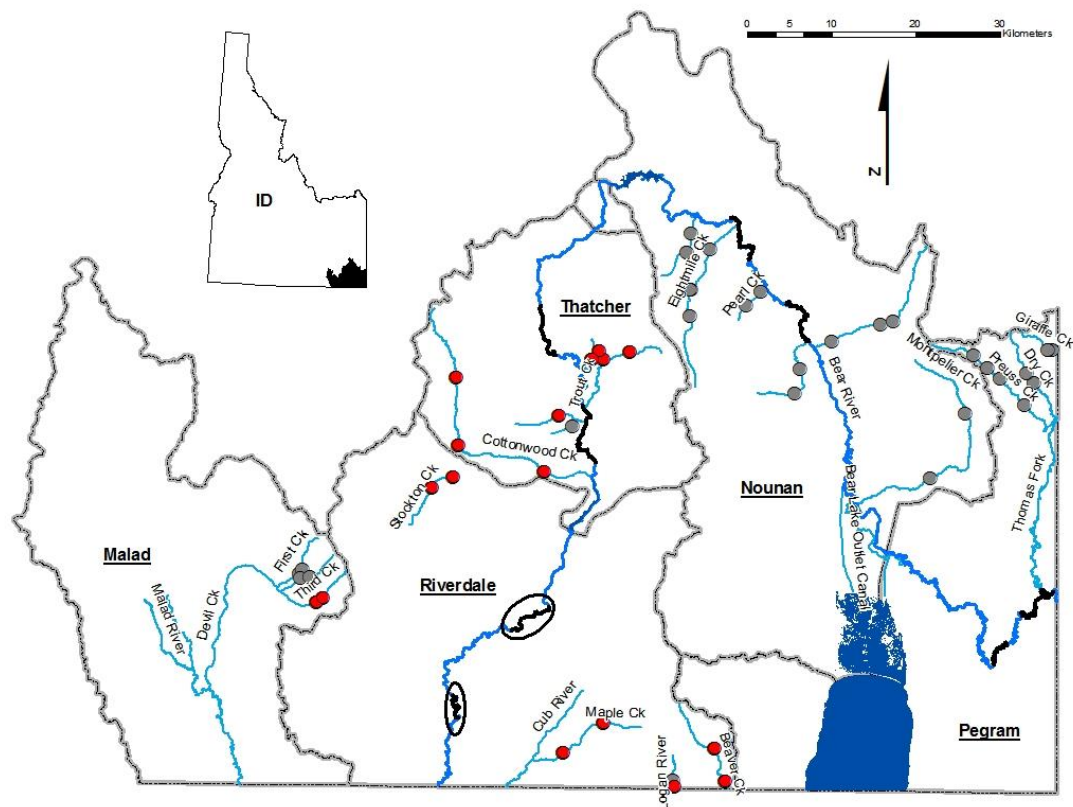 0 5 10 20 30
Kilometers
N
ID
Thatcher
Eightmile Ck
Pearl Ck
Giraffe Ck
Dry Ck
Preuss Ck
Montpelier Ck
Trout Ck
Bear River
Cottonwood Ck
Stockton Ck
Nounan
Thomas Fork
Bear Lake Outlet Canal
First Ck
Third Ck
Malad
Riverdale
Malad River
Devil Ck
Cub River
Maple Ck
Logan River
Beaver Ck
Pegram